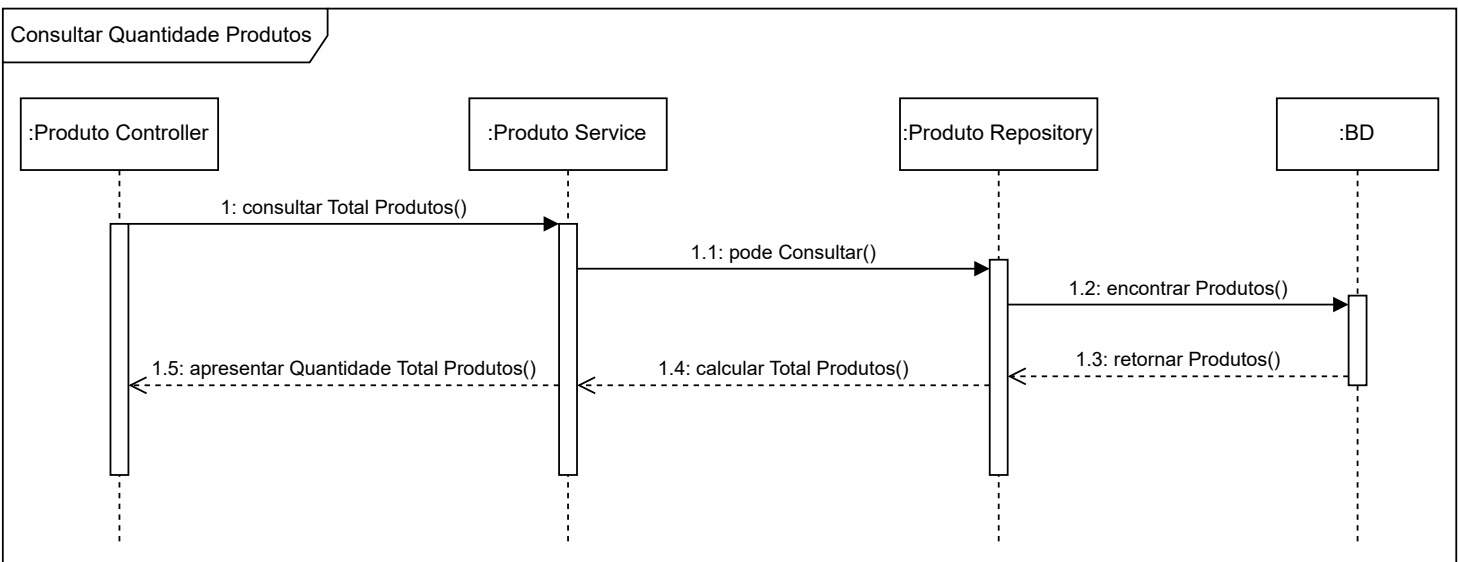 Consultar Quantidade Produtos
:Produto Controller
:Produto Service
:Produto Repository
:BD
1: consultar Total Produtos()
1.1: pode Consultar()
1.2: encontrar Produtos()
1.3: retornar Produtos()
1.4: calcular Total Produtos()
1.5: apresentar Quantidade Total Produtos()